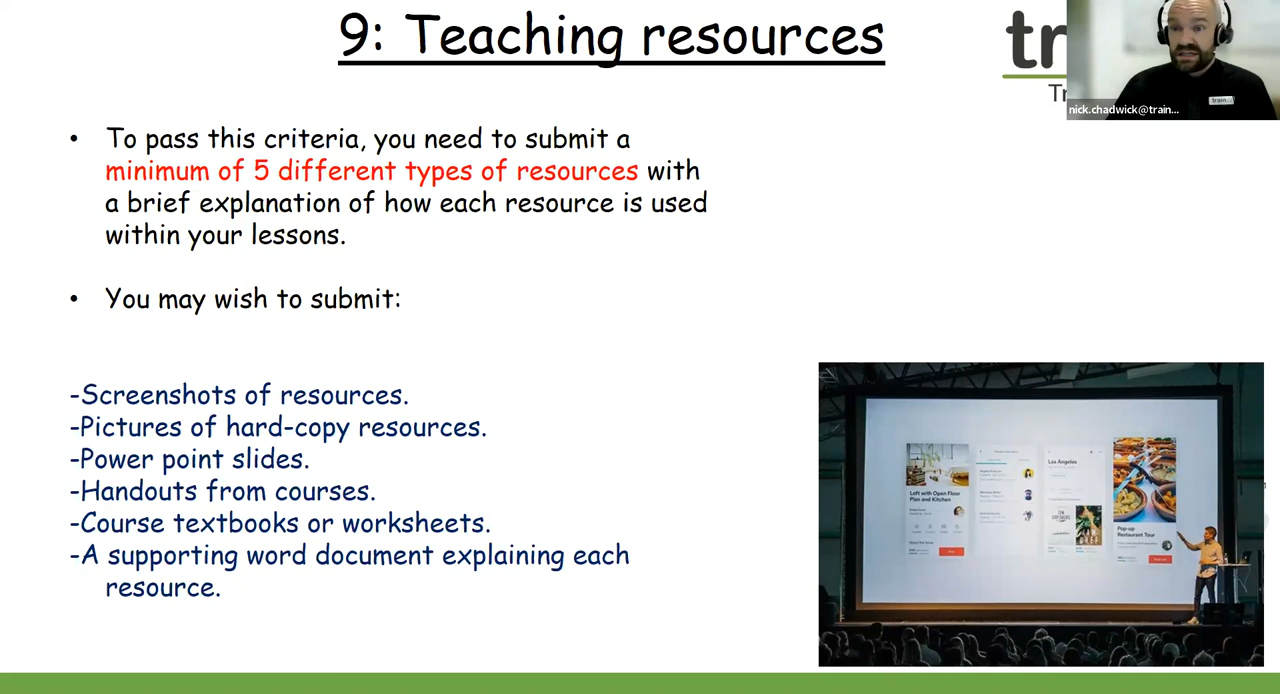 9: Teaching resources
nick.chadwick@train...
train...
• To pass this criteria, you need to submit a
minimum of 5 different types of resources with
a brief explanation of how each resource is used
within your lessons.
• You may wish to submit:
-Screenshots of resources.
-Pictures of hard-copy resources.
-Power point slides.
-Handouts from courses.
-Course textbooks or worksheets.
-A supporting word document explaining each
resource.
Loft with Open Floor
Plan and Kitchen
Los Angeles
Pop-up
Restaurant Tour